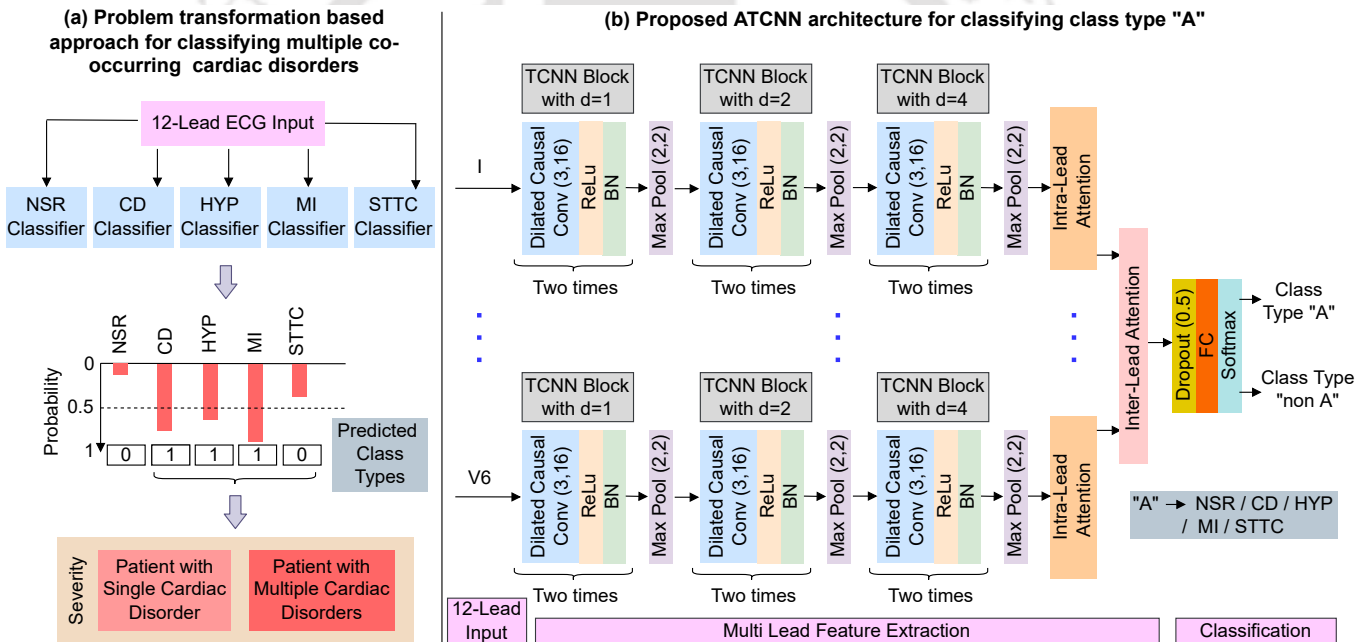 (a) Problem transformation based
approach for classifying multiple co-
occurring cardiac disorders
12-Lead ECG Input
NSR
Classifier
CD
Classifier
HYP
Classifier
MI
Classifier
STTC
Classifier
NSR
CD
HYP
MI
STTC
Probability
0
0.5
1
0
1
1
1
0
Predicted
Class
Types
Severity
Patient with
Single Cardiac
Disorder
Patient with
Multiple Cardiac
Disorders
(b) Proposed ATCNN architecture for classifying class type "A"
TCNN Block
with d=1
TCNN Block
with d=2
TCNN Block
with d=4
I
Dilated Causal
Conv (3,16)
ReLu
BN
Max Pool (2,2)
Dilated Causal
Conv (3,16)
ReLu
BN
Max Pool (2,2)
Dilated Causal
Conv (3,16)
ReLu
BN
Max Pool (2,2)
Intra-Lead
Attention
Two times
Two times
Two times
TCNN Block
with d=1
TCNN Block
with d=2
TCNN Block
with d=4
V6
Dilated Causal
Conv (3,16)
ReLu
BN
Max Pool (2,2)
Dilated Causal
Conv (3,16)
ReLu
BN
Max Pool (2,2)
Dilated Causal
Conv (3,16)
ReLu
BN
Max Pool (2,2)
Intra-Lead
Attention
Two times
Two times
Two times
Inter-Lead Attention
Dropout (0.5)
FC
Softmax
Class
Type "A"
Class Type
"non A"
"A" → NSR / CD / HYP
/ MI / STTC
12-Lead
Input
Multi Lead Feature Extraction
Classification